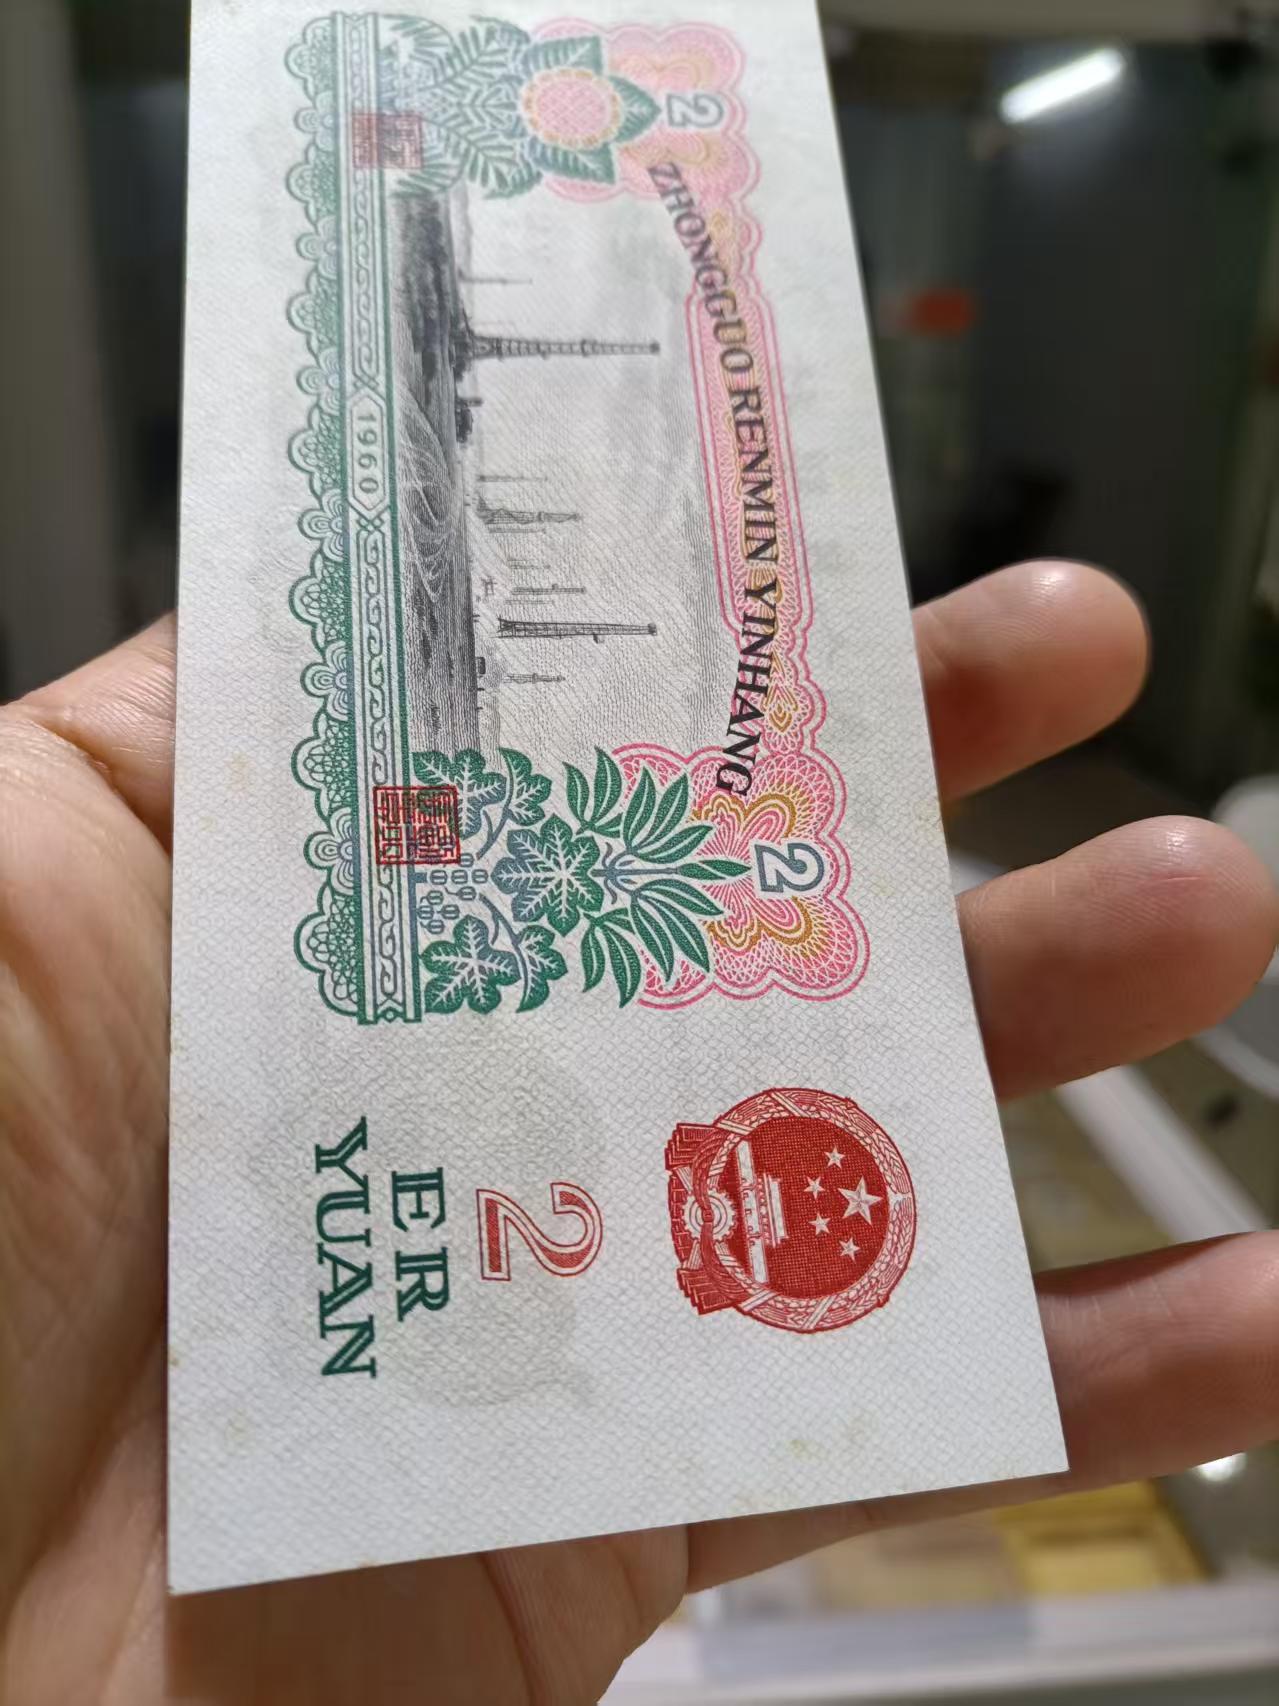 ZHONGGUO RENMIN YINHANG
2
2
1960
2
ER
YUAN